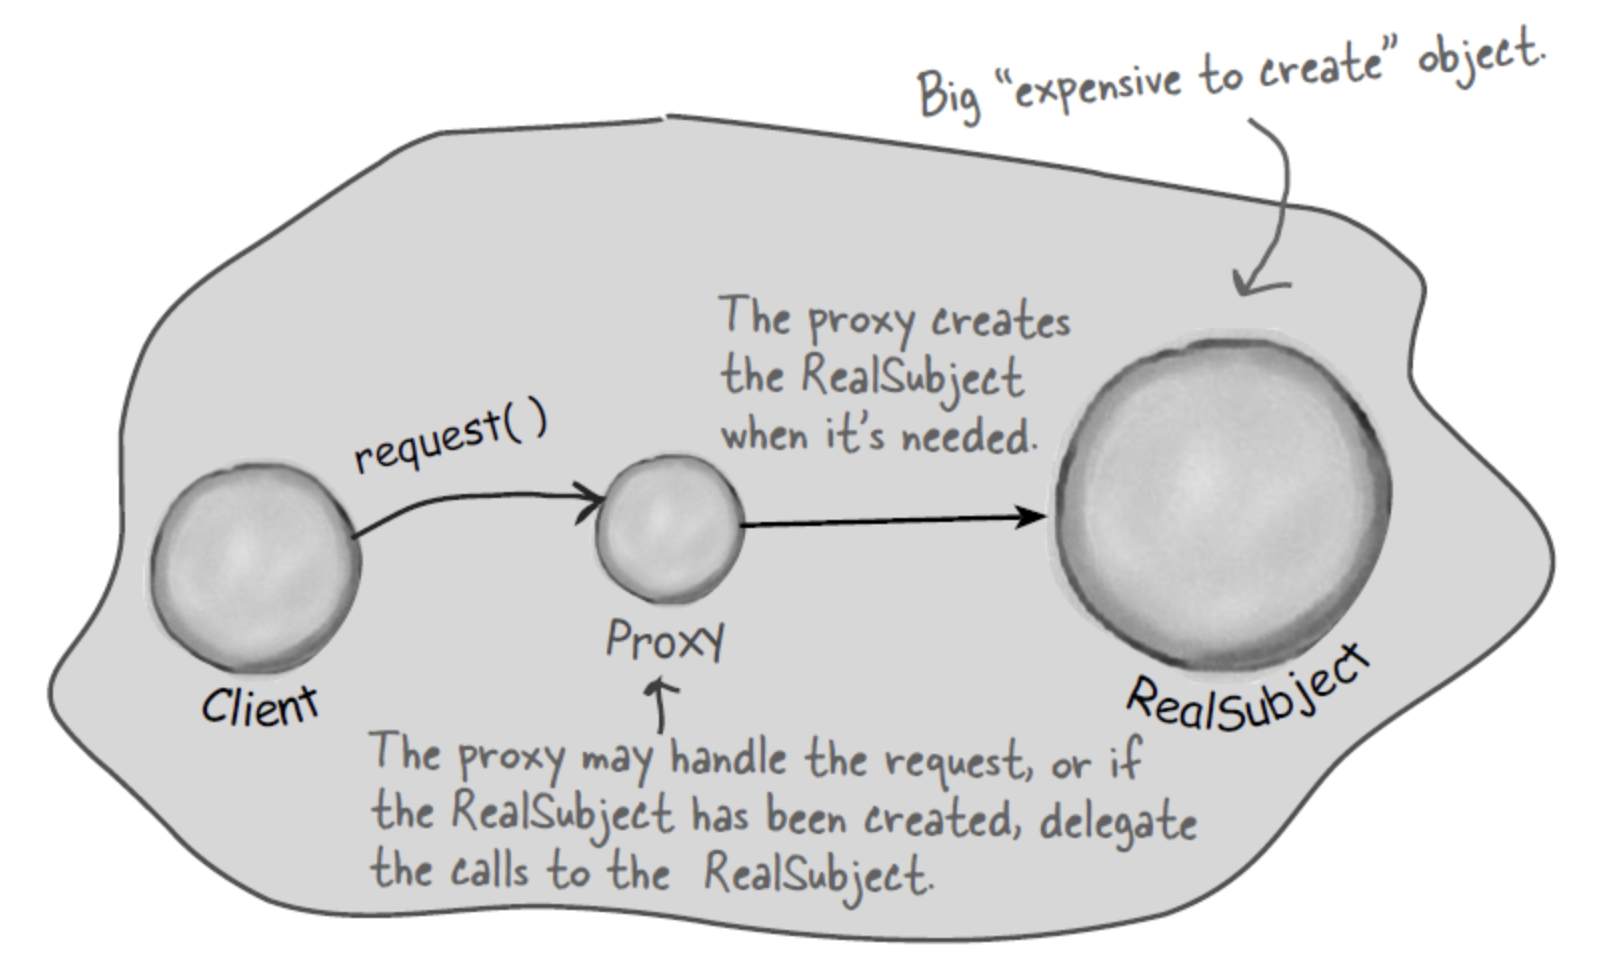 Big “expensive to create” object.
The proxy creates
the RealSubject
when it’s needed.
request( )
Proxy
Client
RealSubject
The proxy may handle the request, or if
the RealSubject has been created, delegate
the calls to the RealSubject.